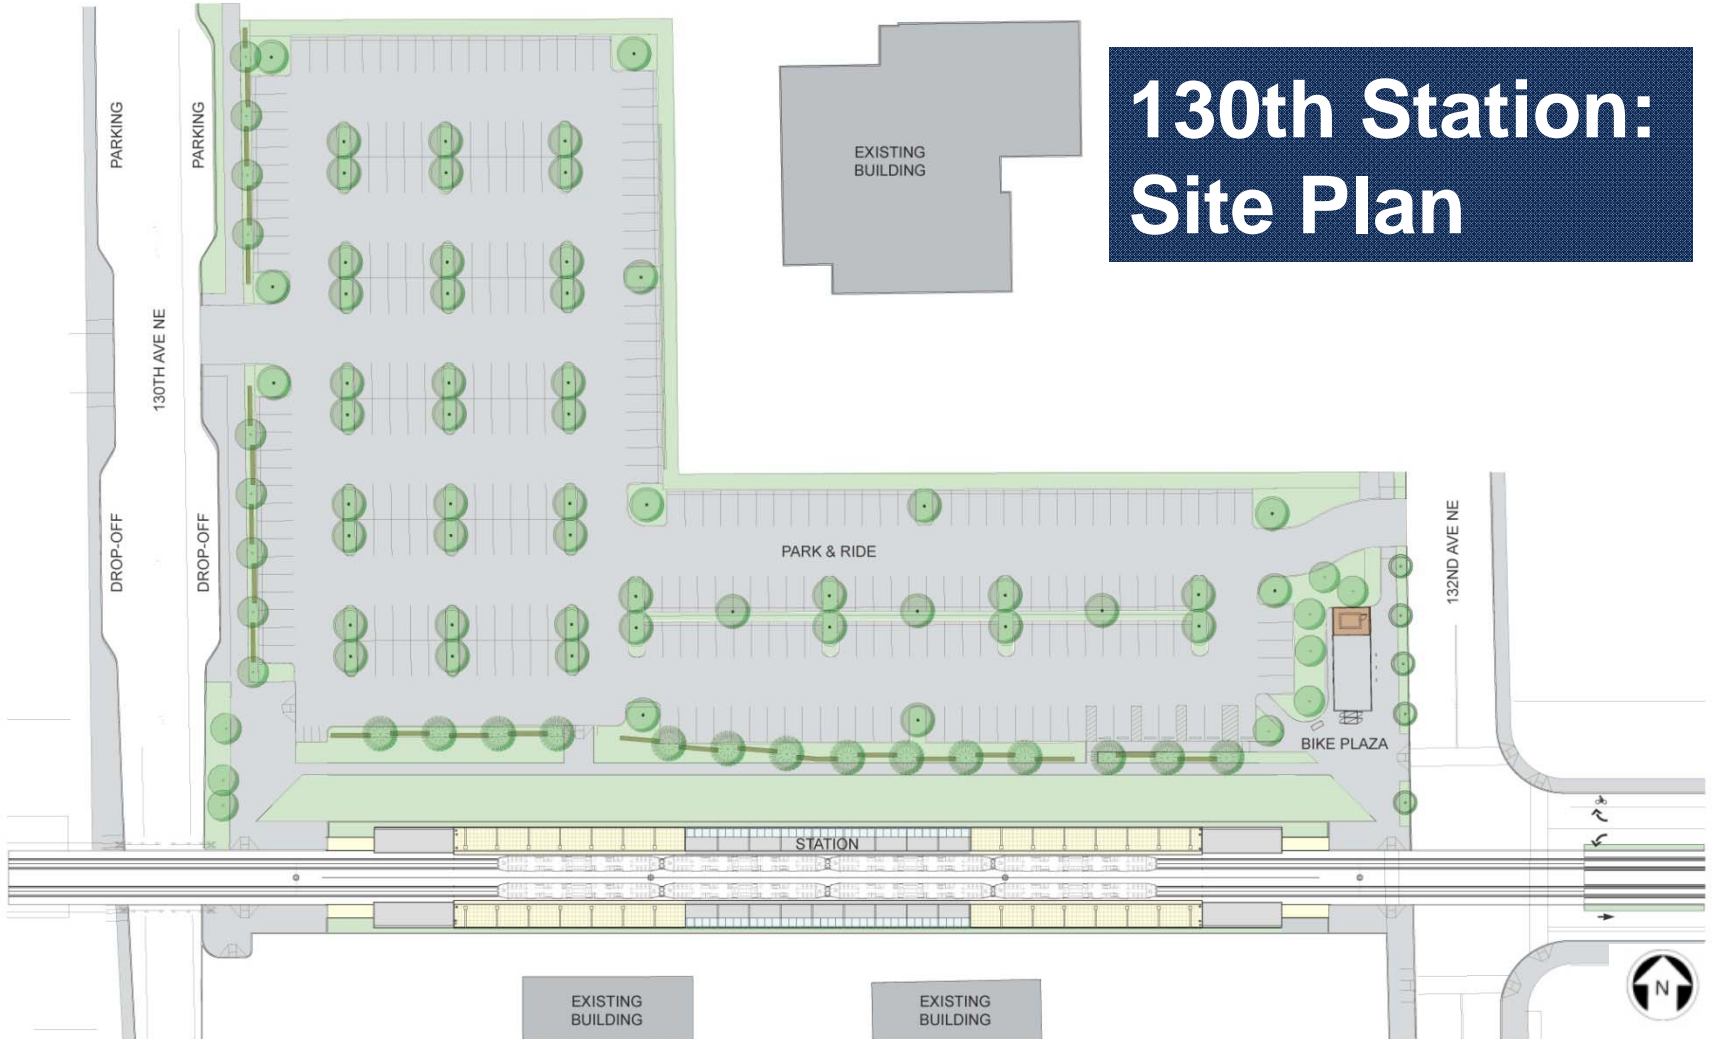 130th Station:
Site Plan
PARKING
PARKING
EXISTING
BUILDING
130TH AVE NE
DROP-OFF
DROP-OFF
PARK & RIDE
132ND AVE NE
BIKE PLAZA
STATION
EXISTING
BUILDING
EXISTING
BUILDING
N